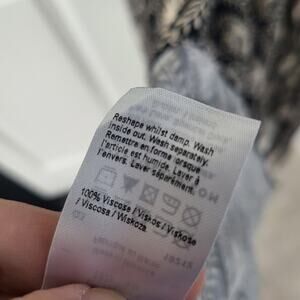 Reshape whilst damp. Wash
inside out. Wash separately.
Remettre en forme lorsque
l'article est humide. Laver à
l'envers. Laver séparément.
100% Viscose / Viskos / Viskose
/ Viscosa / Wiskoza